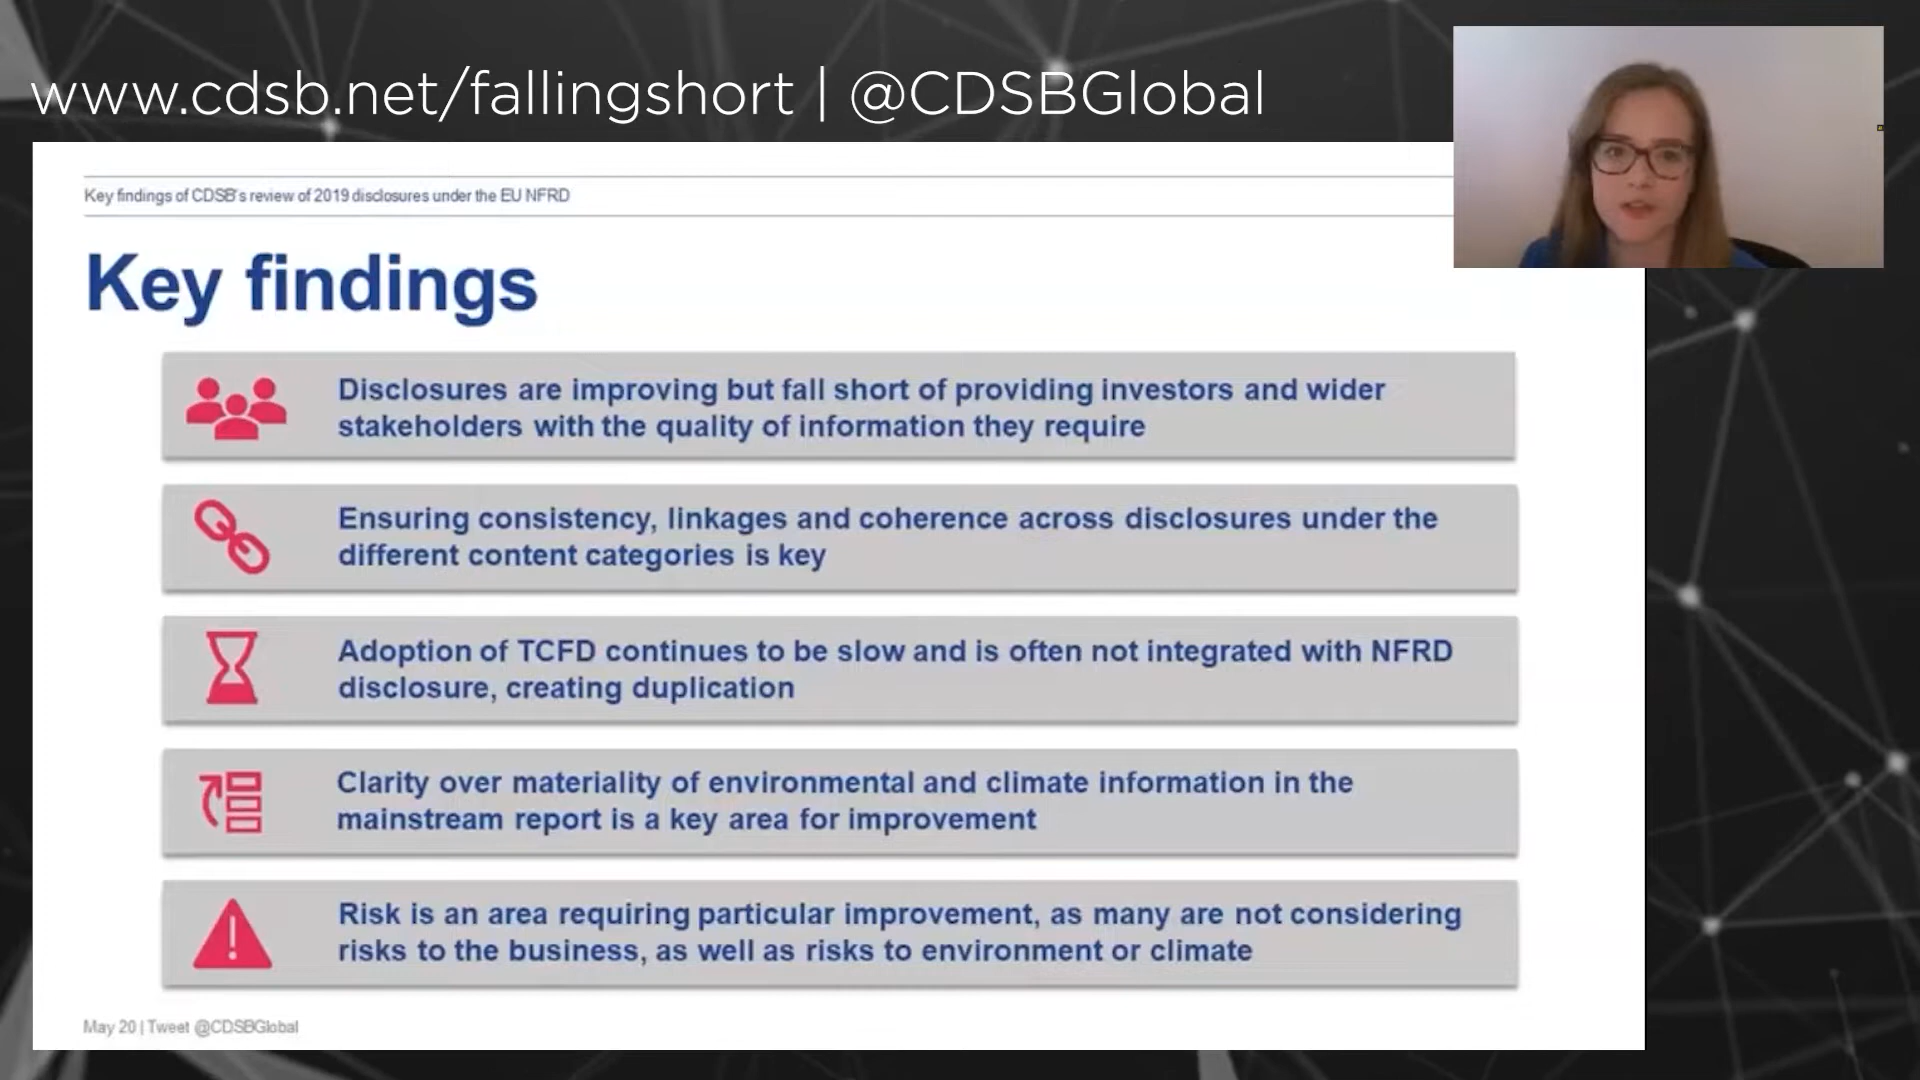 www.cdsb.net/fallingshort | @CDSBGlobal
Key findings of CDSB's review of 2019 disclosures under the EU NFRD
Key findings
Disclosures are improving but fall short of providing investors and wider
stakeholders with the quality of information they require
Ensuring consistency, linkages and coherence across disclosures under the
different content categories is key
Adoption of TCFD continues to be slow and is often not integrated with NFRD
disclosure, creating duplication
Clarity over materiality of environmental and climate information in the
mainstream report is a key area for improvement
Risk is an area requiring particular improvement, as many are not considering
risks to the business, as well as risks to environment or climate
May 20 | Tweet @CDSBGlobal